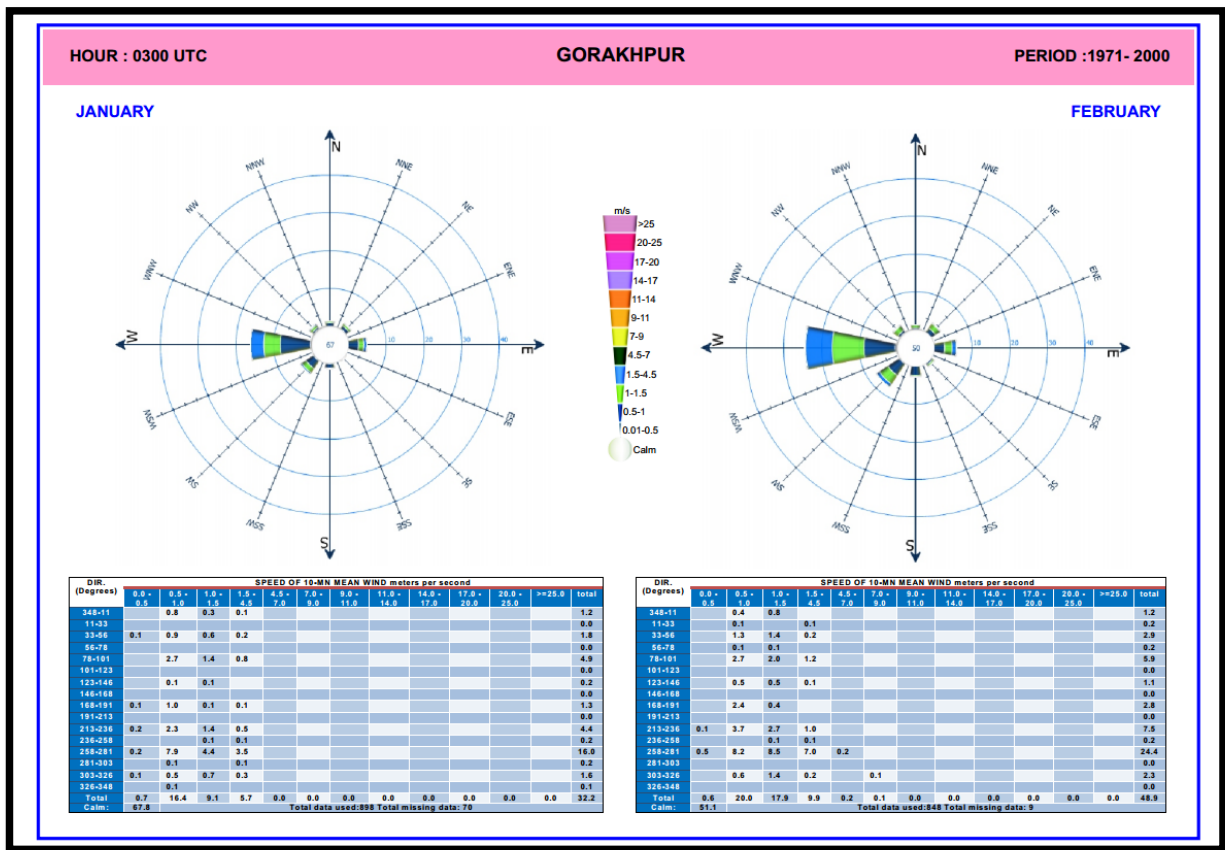 HOUR : 0300 UTC GORAKHPUR PERIOD :1971- 2000
JANUARY FEBRUARY
N
NNE
NE
ENE
E
ESE
SE
SSE
S
SSW
SW
WSW
W
WNW
NW
NNW
67
10 20 30 40
m/s
>25
20-25
17-20
14-17
11-14
9-11
7-9
4.5-7
1.5-4.5
1-1.5
0.5-1
0.01-0.5
Calm
N
NNE
NE
ENE
E
ESE
SE
SSE
S
SSW
SW
WSW
W
WNW
NW
NNW
50
10 20 30 40
DIR. (Degrees) SPEED OF 10-MN MEAN WIND meters per second
0.0 - 0.5 0.5 - 1.0 1.0 - 1.5 1.5 - 4.5 4.5 - 7.0 7.0 - 9.0 9.0 - 11.0 11.0 - 14.0 14.0 - 17.0 17.0 - 20.0 20.0 - 25.0 >=25.0 total
348-11 0.8 0.3 0.1 1.2
11-33 0.0
33-56 0.1 0.9 0.6 0.2 1.8
56-78 0.0
78-101 2.7 1.4 0.8 4.9
101-123 0.0
123-146 0.1 0.1 0.2
146-168 0.0
168-191 0.1 1.0 0.1 0.1 1.3
191-213 0.0
213-236 0.2 2.3 1.4 0.5 4.4
236-258 0.1 0.1 0.2
258-281 0.2 7.9 4.4 3.5 16.0
281-303 0.1 0.1 0.2
303-326 0.1 0.5 0.7 0.3 1.6
326-348 0.1 0.1
Total 0.7 16.4 9.1 5.7 0.0 0.0 0.0 0.0 0.0 0.0 0.0 0.0 32.2
Calm: 67.8 Total data used:898 Total missing data: 70
DIR. (Degrees) SPEED OF 10-MN MEAN WIND meters per second
0.0 - 0.5 0.5 - 1.0 1.0 - 1.5 1.5 - 4.5 4.5 - 7.0 7.0 - 9.0 9.0 - 11.0 11.0 - 14.0 14.0 - 17.0 17.0 - 20.0 20.0 - 25.0 >=25.0 total
348-11 0.4 0.8 1.2
11-33 0.1 0.1 0.2
33-56 1.3 1.4 0.2 2.9
56-78 0.1 0.1 0.2
78-101 2.7 2.0 1.2 5.9
101-123 0.0
123-146 0.5 0.5 0.1 1.1
146-168 0.0
168-191 2.4 0.4 2.8
191-213 0.0
213-236 0.1 3.7 2.7 1.0 7.5
236-258 0.1 0.1 0.2
258-281 0.5 8.2 8.5 7.0 0.2 24.4
281-303 0.0
303-326 0.6 1.4 0.2 0.1 2.3
326-348 0.0
Total 0.6 20.0 17.9 9.9 0.2 0.1 0.0 0.0 0.0 0.0 0.0 0.0 48.9
Calm: 51.1 Total data used:848 Total missing data: 9